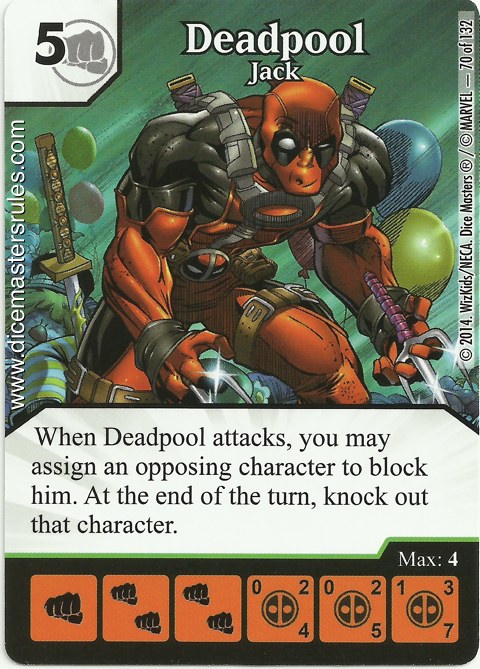 5
Deadpool
Jack
www.dicemastersrules.com
© 2014. WizKids/NECA. Dice Masters ® / © MARVEL — 70 of 132
When Deadpool attacks, you may
assign an opposing character to block
him. At the end of the turn, knock out
that character.
Max: 4
0 2 4
0 2 5
1 3 7